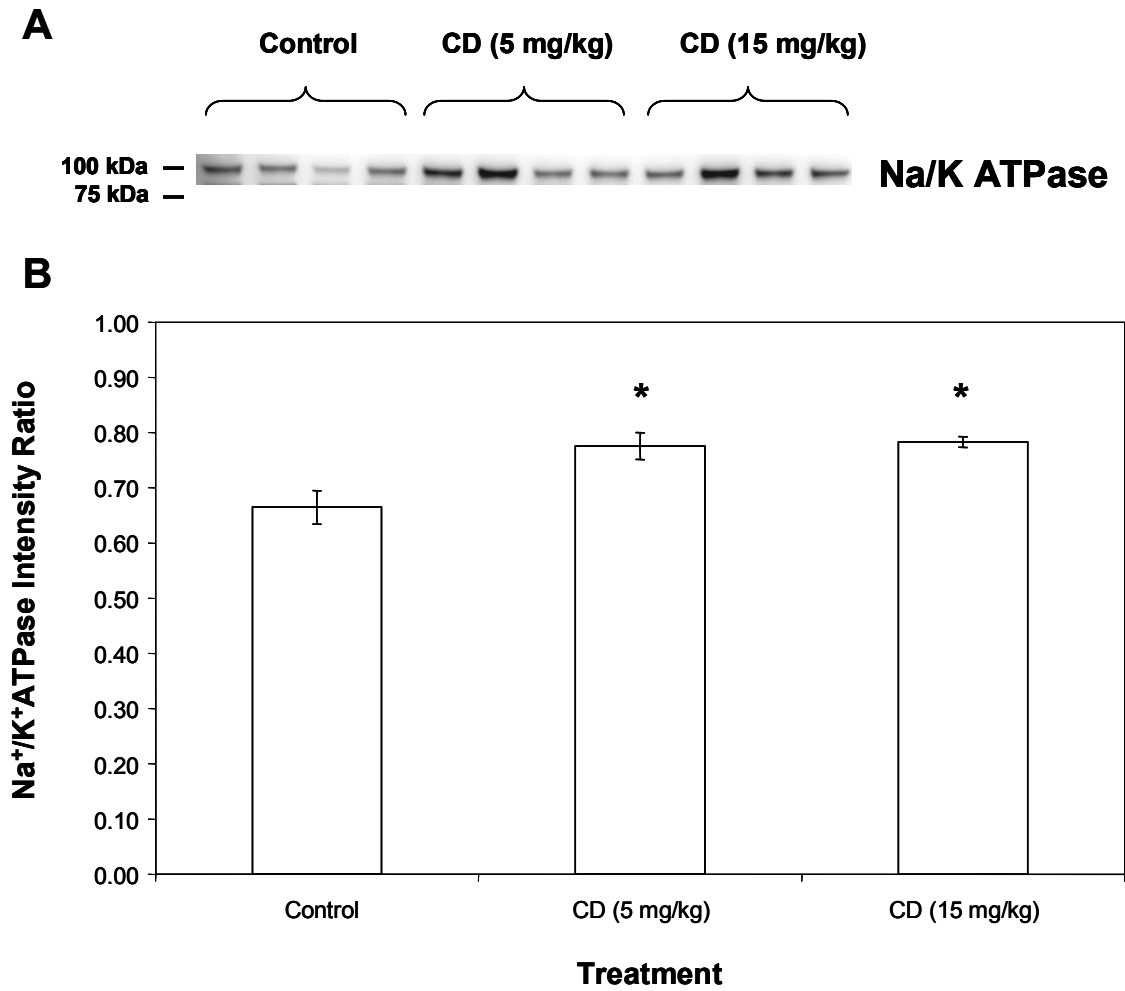 A
Control CD (5 mg/kg) CD (15 mg/kg)
100 kDa
75 kDa
Na/K ATPase
B
Na⁺/K⁺ATPase Intensity Ratio
1.00
0.90
0.80
0.70
0.60
0.50
0.40
0.30
0.20
0.10
0.00
* *
Control CD (5 mg/kg) CD (15 mg/kg)
Treatment